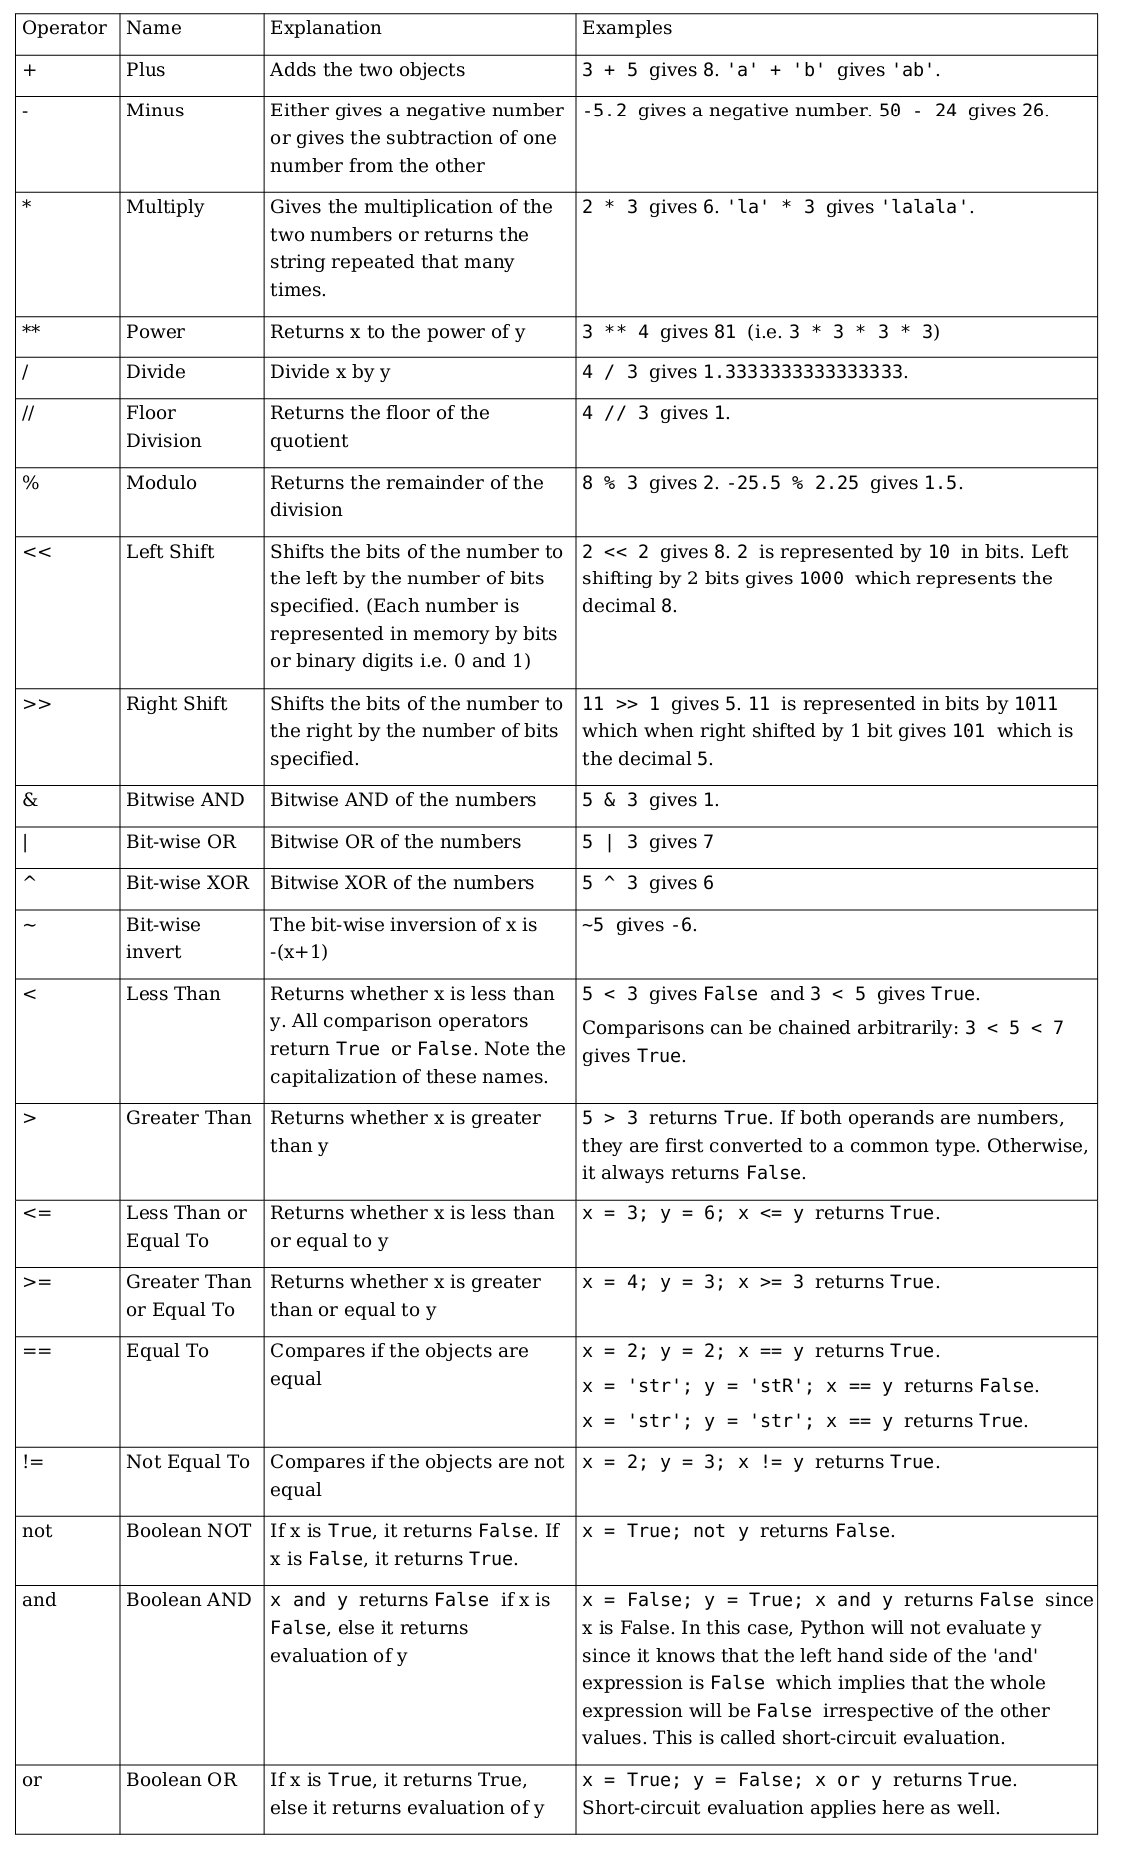 Operator Name Explanation Examples
+ Plus Adds the two objects 3 + 5 gives 8. 'a' + 'b' gives 'ab'.
- Minus Either gives a negative number -5.2 gives a negative number. 50 - 24 gives 26.
or gives the subtraction of one
number from the other
* Multiply Gives the multiplication of the 2 * 3 gives 6. 'la' * 3 gives 'lalala'.
two numbers or returns the
string repeated that many
times.
** Power Returns x to the power of y 3 ** 4 gives 81 (i.e. 3 * 3 * 3 * 3)
/ Divide Divide x by y 4 / 3 gives 1.3333333333333333.
// Floor Returns the floor of the 4 // 3 gives 1.
Division quotient
% Modulo Returns the remainder of the 8 % 3 gives 2. -25.5 % 2.25 gives 1.5.
division
<< Left Shift Shifts the bits of the number to 2 << 2 gives 8. 2 is represented by 10 in bits. Left
the left by the number of bits shifting by 2 bits gives 1000 which represents the
specified. (Each number is decimal 8.
represented in memory by bits
or binary digits i.e. 0 and 1)
>> Right Shift Shifts the bits of the number to 11 >> 1 gives 5. 11 is represented in bits by 1011
the right by the number of bits which when right shifted by 1 bit gives 101 which is
specified. the decimal 5.
& Bitwise AND Bitwise AND of the numbers 5 & 3 gives 1.
| Bit-wise OR Bitwise OR of the numbers 5 | 3 gives 7
^ Bit-wise XOR Bitwise XOR of the numbers 5 ^ 3 gives 6
~ Bit-wise The bit-wise inversion of x is ~5 gives -6.
invert -(x+1)
< Less Than Returns whether x is less than 5 < 3 gives False and 3 < 5 gives True.
y. All comparison operators Comparisons can be chained arbitrarily: 3 < 5 < 7
return True or False. Note the gives True.
capitalization of these names.
> Greater Than Returns whether x is greater 5 > 3 returns True. If both operands are numbers,
than y they are first converted to a common type. Otherwise,
it always returns False.
<= Less Than or Returns whether x is less than x = 3; y = 6; x <= y returns True.
Equal To or equal to y
>= Greater Than Returns whether x is greater x = 4; y = 3; x >= 3 returns True.
or Equal To than or equal to y
== Equal To Compares if the objects are x = 2; y = 2; x == y returns True.
equal x = 'str'; y = 'stR'; x == y returns False.
x = 'str'; y = 'str'; x == y returns True.
!= Not Equal To Compares if the objects are not x = 2; y = 3; x != y returns True.
equal
not Boolean NOT If x is True, it returns False. If x = True; not y returns False.
x is False, it returns True.
and Boolean AND x and y returns False if x is x = False; y = True; x and y returns False since
False, else it returns x is False. In this case, Python will not evaluate y
evaluation of y since it knows that the left hand side of the 'and'
expression is False which implies that the whole
expression will be False irrespective of the other
values. This is called short-circuit evaluation.
or Boolean OR If x is True, it returns True, x = True; y = False; x or y returns True.
else it returns evaluation of y Short-circuit evaluation applies here as well.